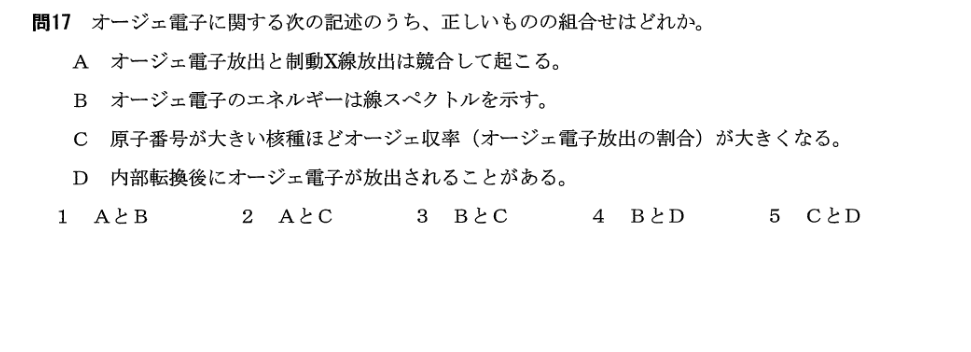 問17 オージェ電子に関する次の記述のうち、正しいものの組合せはどれか。
A オージェ電子放出と制動X線放出は競合して起こる。
B オージェ電子のエネルギーは線スペクトルを示す。
C 原子番号が大きい核種ほどオージェ収率（オージェ電子放出の割合）が大きくなる。
D 内部転換後にオージェ電子が放出されることがある。
1 AとB 2 AとC 3 BとC 4 BとD 5 CとD